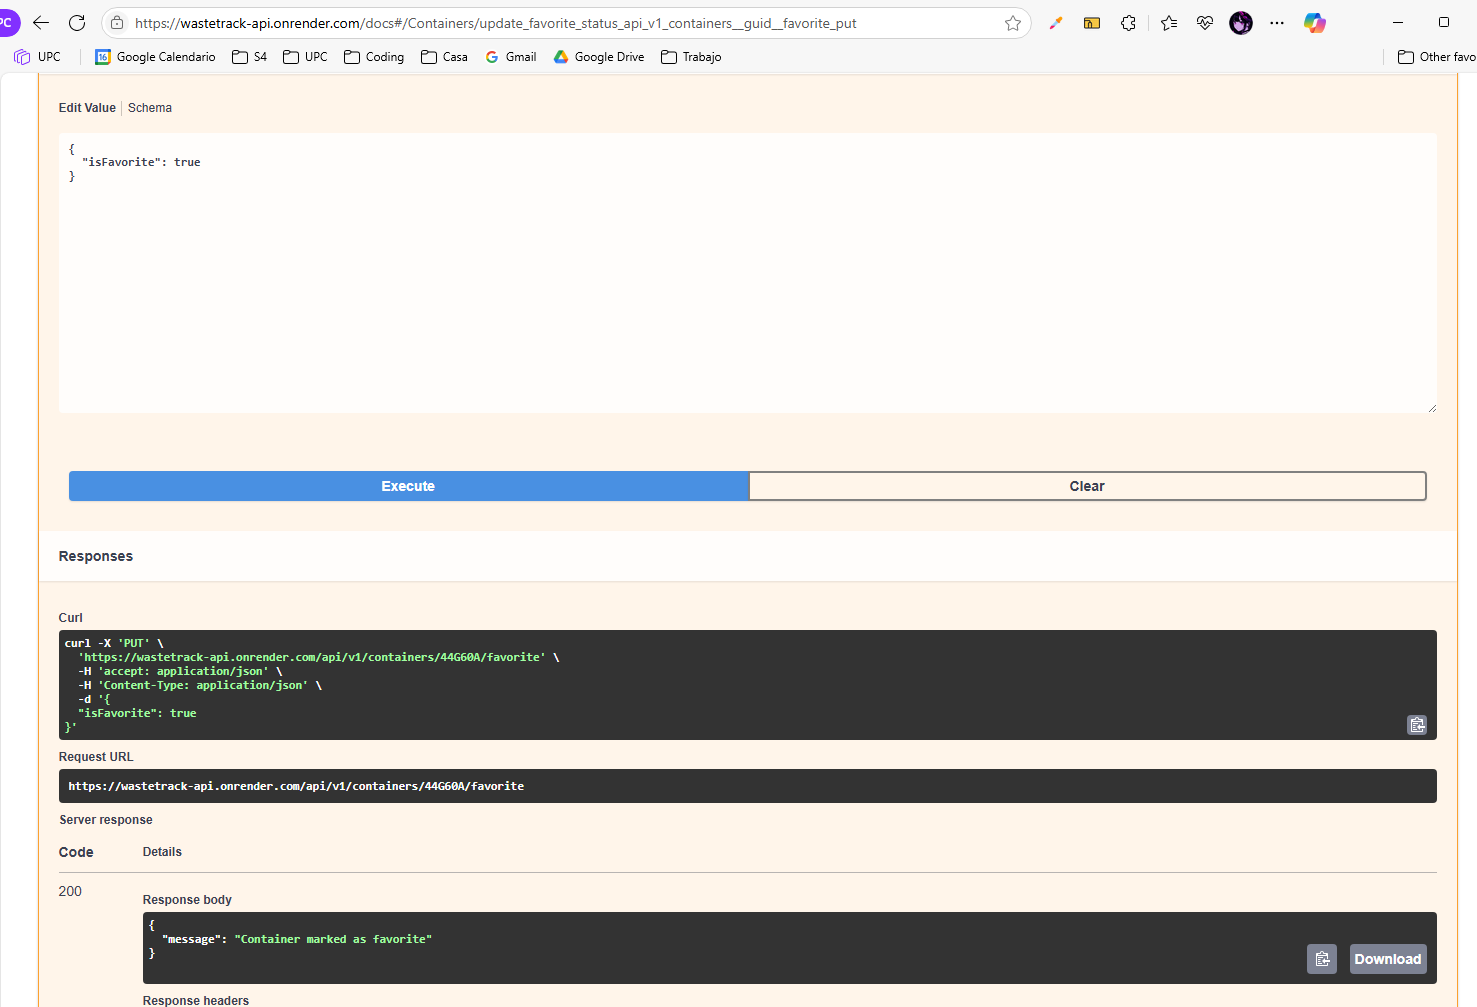 PC
https://wastetrack-api.onrender.com/docs#/Containers/update_favorite_status_api_v1_containers__guid__favorite_put
UPC
16
Google Calendario
S4
UPC
Coding
Casa
Gmail
Google Drive
Trabajo
Other favo
Edit Value
Schema
{
  "isFavorite": true
}
Execute
Clear
Responses
Curl
curl -X 'PUT' \
  'https://wastetrack-api.onrender.com/api/v1/containers/44G60A/favorite' \
  -H 'accept: application/json' \
  -H 'Content-Type: application/json' \
  -d '{
  "isFavorite": true
}'
Request URL
https://wastetrack-api.onrender.com/api/v1/containers/44G60A/favorite
Server response
Code
Details
200
Response body
{
  "message": "Container marked as favorite"
}
Download
Response headers